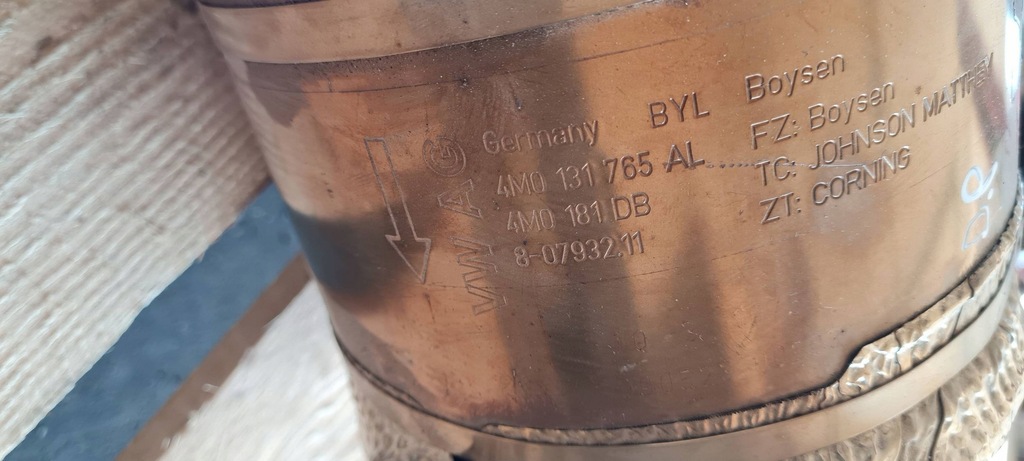 VW AG
Germany
4M0 131 765 AL
4M0 181 DB
8-07932.11
BYL
Boysen
FZ: Boysen
TC: JOHNSON MATTHEY
ZT: CORNING